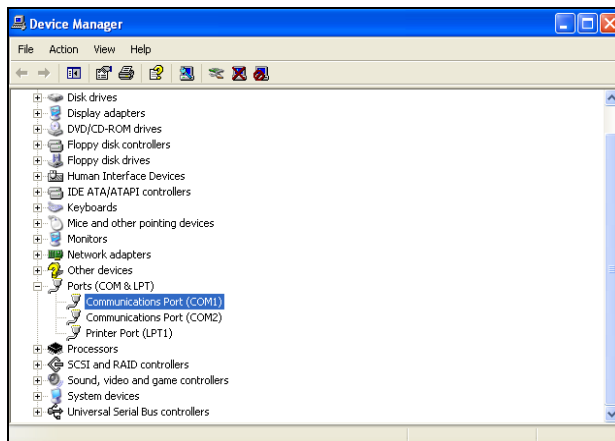 Device Manager
File Action View Help
Disk drives
Display adapters
DVD/CD-ROM drives
Floppy disk controllers
Floppy disk drives
Human Interface Devices
IDE ATA/ATAPI controllers
Keyboards
Mice and other pointing devices
Monitors
Network adapters
Other devices
Ports (COM & LPT)
Communications Port (COM1)
Communications Port (COM2)
Printer Port (LPT1)
Processors
SCSI and RAID controllers
Sound, video and game controllers
System devices
Universal Serial Bus controllers